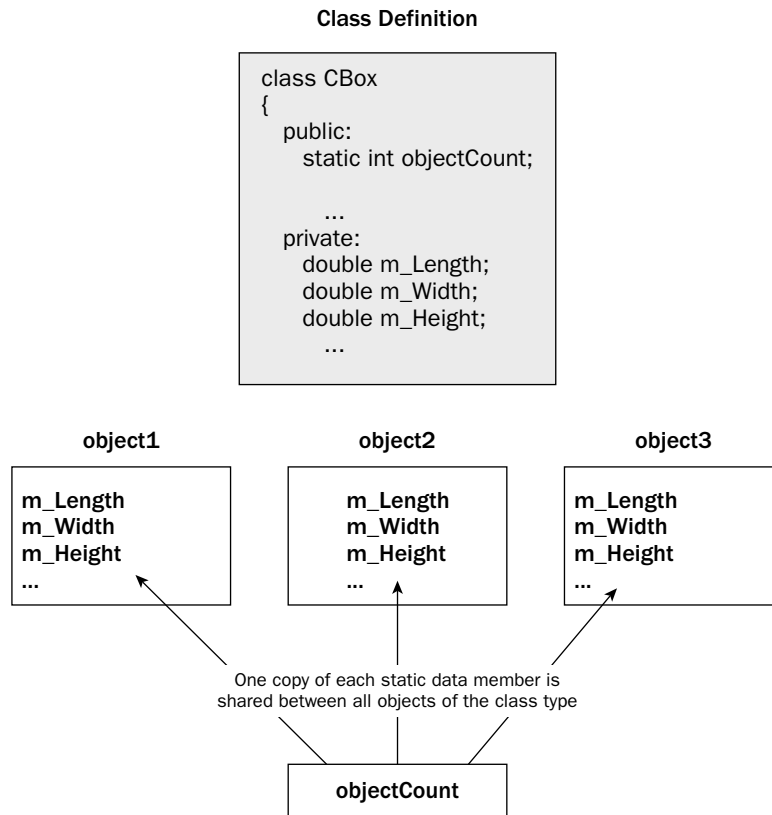 Class Definition
class CBox
{
public:
static int objectCount;
...
private:
double m_Length;
double m_Width;
double m_Height;
...
object1
m_Length
m_Width
m_Height
...
object2
m_Length
m_Width
m_Height
...
object3
m_Length
m_Width
m_Height
...
One copy of each static data member is
shared between all objects of the class type
objectCount